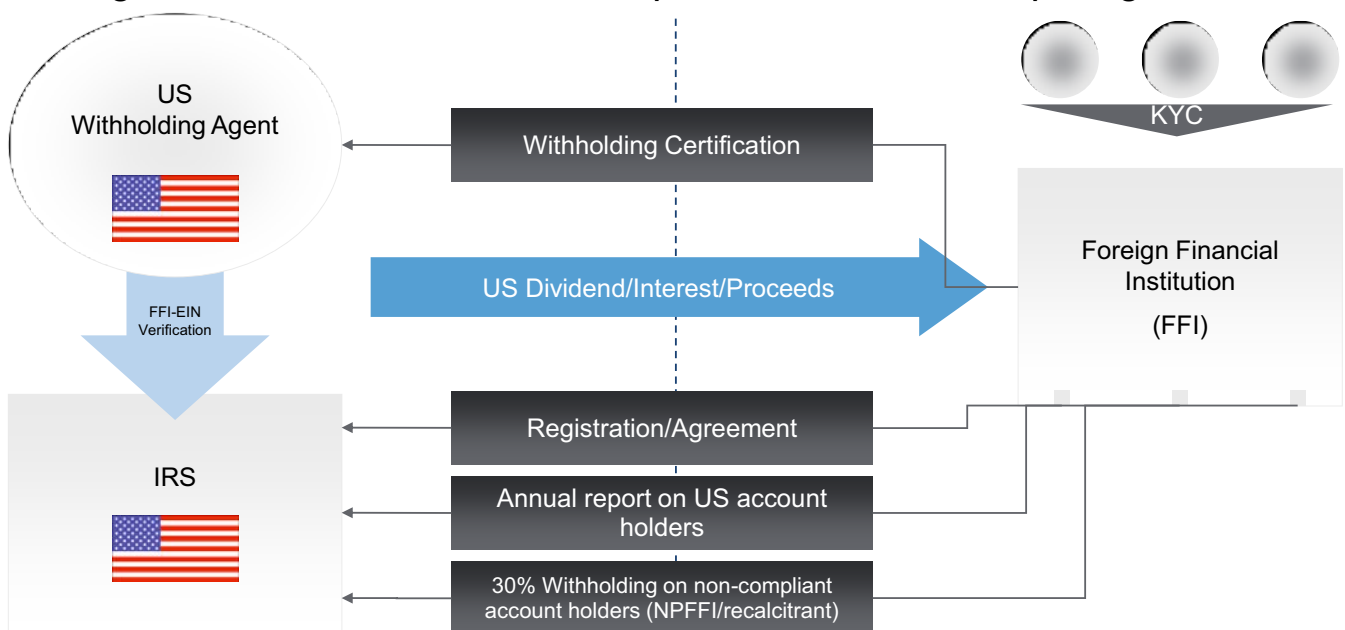 US
Withholding Agent
KYC
Withholding Certification
Foreign Financial
Institution
(FFI)
US Dividend/Interest/Proceeds
FFI-EIN
Verification
Registration/Agreement
IRS
Annual report on US account
holders
30% Withholding on non-compliant
account holders (NPFFI/recalcitrant)